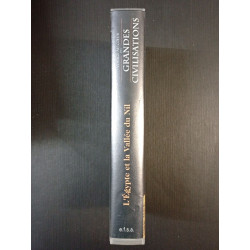 GRANDES
CIVILISATIONS
L'Égypte et la Vallée du Nil
e.t.s.a.